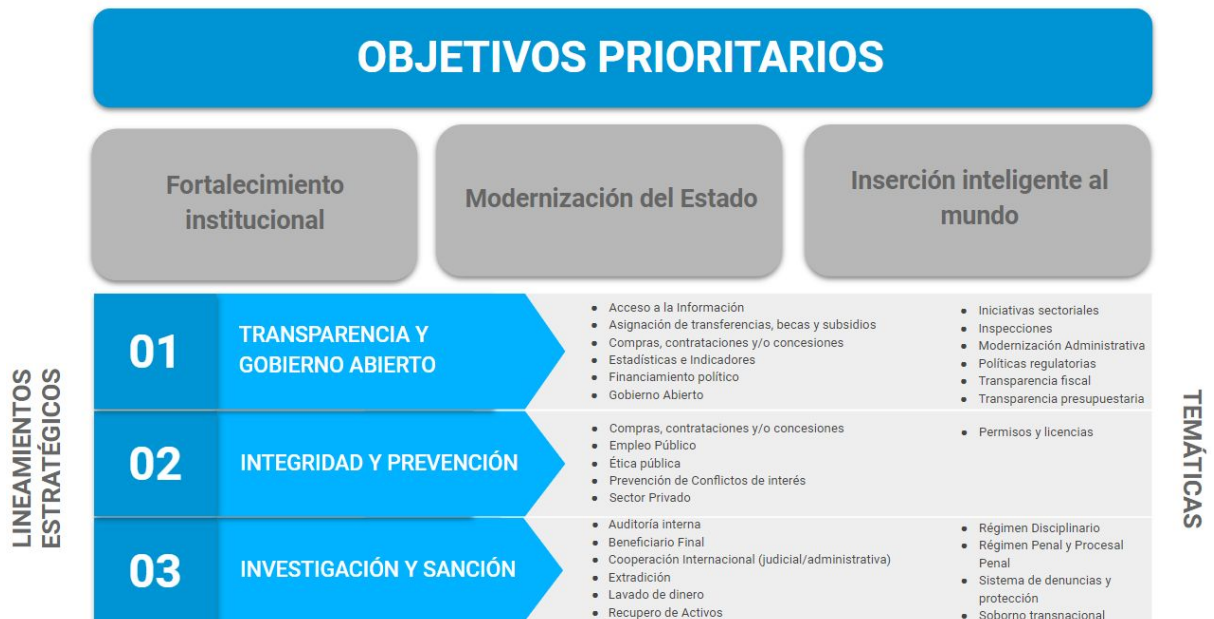 OBJETIVOS PRIORITARIOS
Fortalecimiento
institucional
Modernización del Estado
Inserción inteligente al
mundo
LINEAMIENTOS
ESTRATÉGICOS
01
TRANSPARENCIA Y
GOBIERNO ABIERTO
• Acceso a la Información
• Asignación de transferencias, becas y subsidios
• Compras, contrataciones y/o concesiones
• Estadísticas e Indicadores
• Financiamiento político
• Gobierno Abierto
• Iniciativas sectoriales
• Inspecciones
• Modernización Administrativa
• Políticas regulatorias
• Transparencia fiscal
• Transparencia presupuestaria
02
INTEGRIDAD Y PREVENCIÓN
• Compras, contrataciones y/o concesiones
• Empleo Público
• Ética pública
• Prevención de Conflictos de interés
• Sector Privado
• Permisos y licencias
03
INVESTIGACIÓN Y SANCIÓN
• Auditoría interna
• Beneficiario Final
• Cooperación Internacional (judicial/administrativa)
• Extradición
• Lavado de dinero
• Recupero de Activos
• Régimen Disciplinario
• Régimen Penal y Procesal
Penal
• Sistema de denuncias y
protección
• Soborno transnacional
TEMÁTICAS